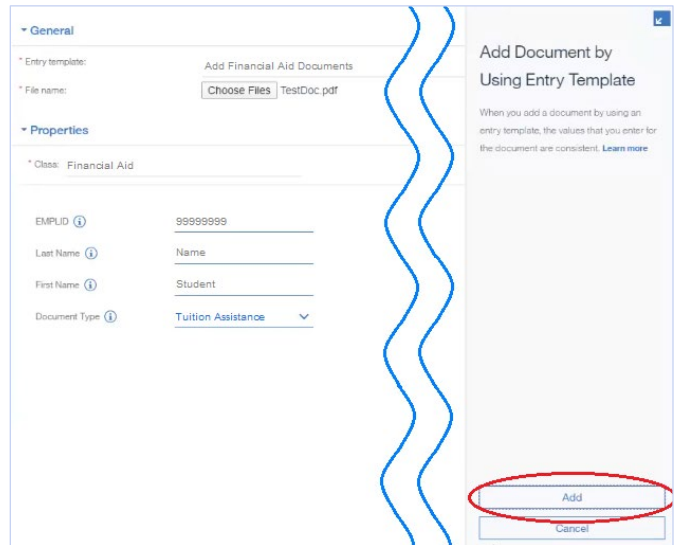 General
* Entry template: Add Financial Aid Documents
* File name: Choose Files TestDoc.pdf
Properties
* Class: Financial Aid
EMPLID 99999999
Last Name Name
First Name Student
Document Type Tuition Assistance
Add Document by
Using Entry Template
When you add a document by using an
entry template, the values that you enter for
the document are consistent. Learn more
Add
Cancel